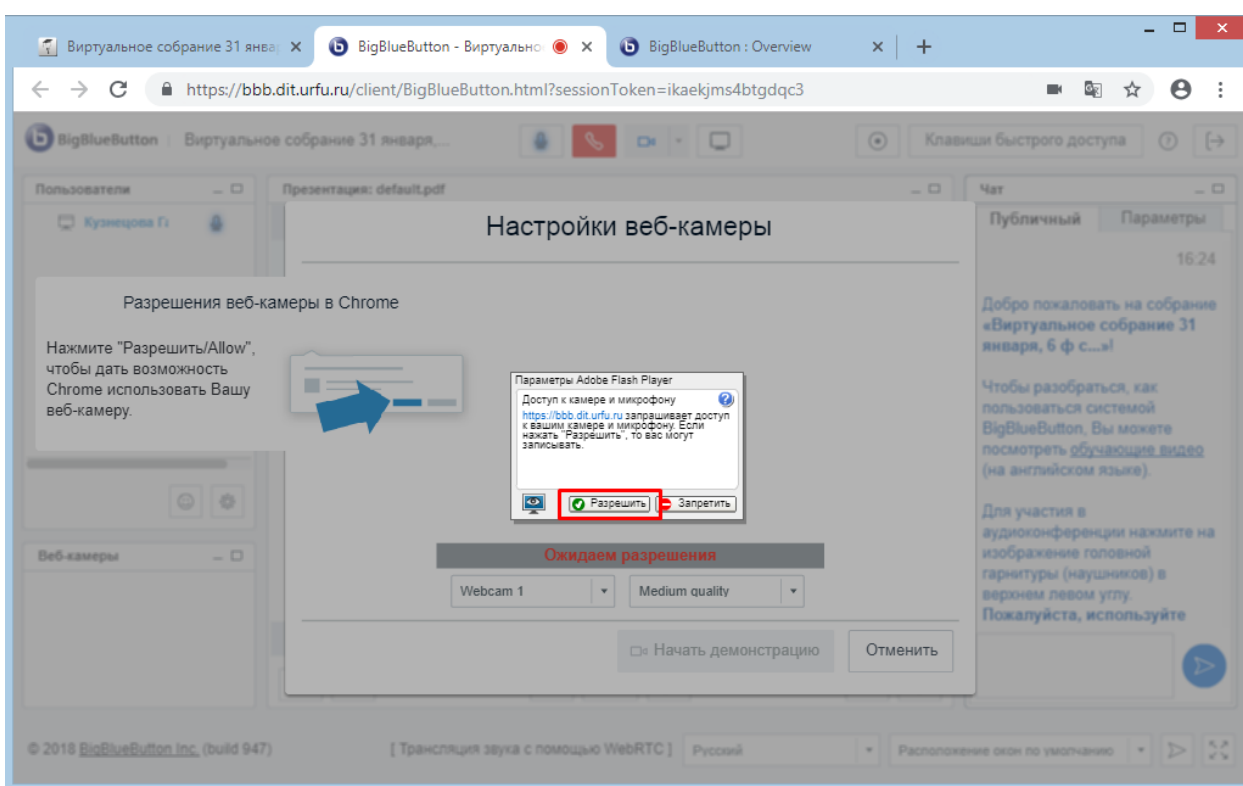 Виртуальное собрание 31 янва
BigBlueButton - Виртуально
BigBlueButton : Overview
https://bbb.dit.urfu.ru/client/BigBlueButton.html?sessionToken=ikaekjms4btgdqc3
BigBlueButton
Виртуальное собрание 31 января,...
Клавиши быстрого доступа
Пользователи
Презентация: default.pdf
Чат
Кузнецова Га
Настройки веб-камеры
Публичный
Параметры
16:24
Разрешения веб-камеры в Chrome
Нажмите "Разрешить/Allow",
чтобы дать возможность
Chrome использовать Вашу
веб-камеру.
Параметры Adobe Flash Player
Доступ к камере и микрофону
https://bbb.dit.urfu.ru запрашивает доступ
к вашим камере и микрофону. Если
нажать "Разрешить", то вас могут
записывать.
Разрешить
Запретить
Добро пожаловать на собрание
«Виртуальное собрание 31
января, 6 ф с...»!
Чтобы разобраться, как
пользоваться системой
BigBlueButton, Вы можете
посмотреть обучающие видео
(на английском языке).
Для участия в
аудиоконференции нажмите на
изображение головной
гарнитуры (наушников) в
верхнем левом углу.
Пожалуйста, используйте
Веб-камеры
Ожидаем разрешения
Webcam 1
Medium quality
Начать демонстрацию
Отменить
© 2018 BigBlueButton Inc. (build 947)
[ Трансляция звука с помощью WebRTC ]
Русский
Расположение окон по умолчанию